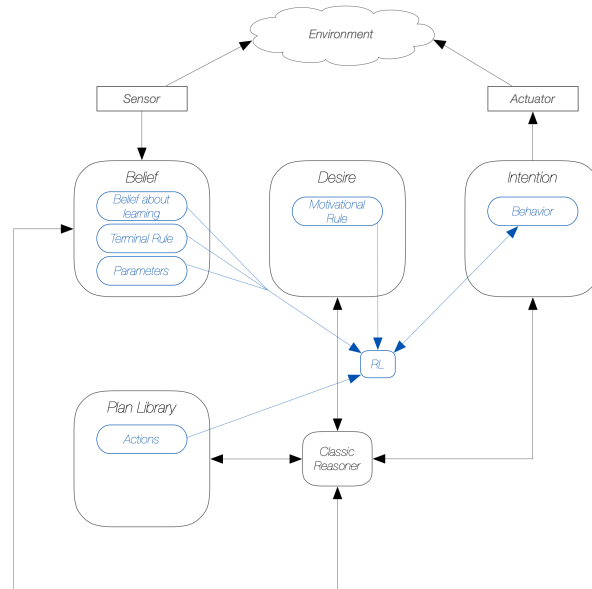 Environment
Sensor
Actuator
Belief
Desire
Intention
Belief about
learning
Motivational
Rule
Behavior
Terminal Rule
Parameters
RL
Plan Library
Actions
Classic
Reasoner